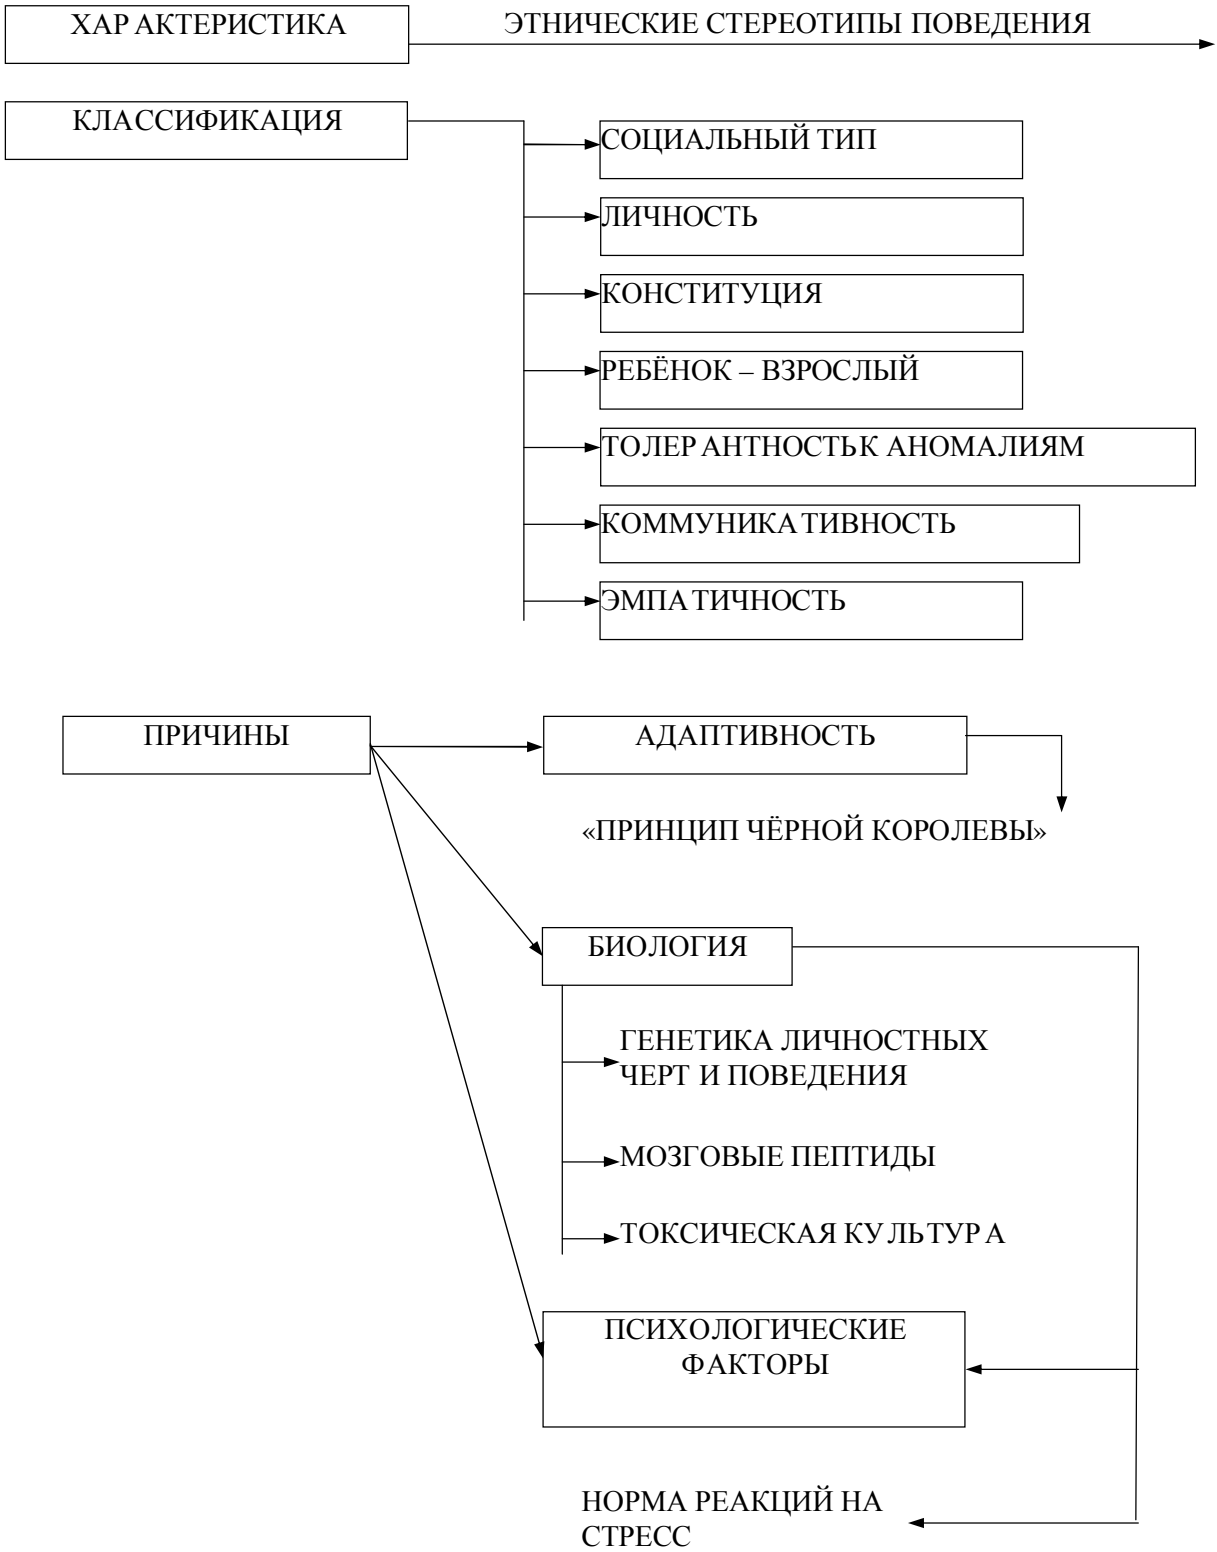 ХАРАКТЕРИСТИКА
ЭТНИЧЕСКИЕ СТЕРЕОТИПЫ ПОВЕДЕНИЯ
КЛАССИФИКАЦИЯ
СОЦИАЛЬНЫЙ ТИП
ЛИЧНОСТЬ
КОНСТИТУЦИЯ
РЕБЁНОК – ВЗРОСЛЫЙ
ТОЛЕРАНТНОСТЬ К АНОМАЛИЯМ
КОММУНИКАТИВНОСТЬ
ЭМПАТИЧНОСТЬ
ПРИЧИНЫ
АДАПТИВНОСТЬ
«ПРИНЦИП ЧЁРНОЙ КОРОЛЕВЫ»
БИОЛОГИЯ
ГЕНЕТИКА ЛИЧНОСТНЫХ
ЧЕРТ И ПОВЕДЕНИЯ
МОЗГОВЫЕ ПЕПТИДЫ
ТОКСИЧЕСКАЯ КУЛЬТУРА
ПСИХОЛОГИЧЕСКИЕ
ФАКТОРЫ
НОРМА РЕАКЦИЙ НА
СТРЕСС